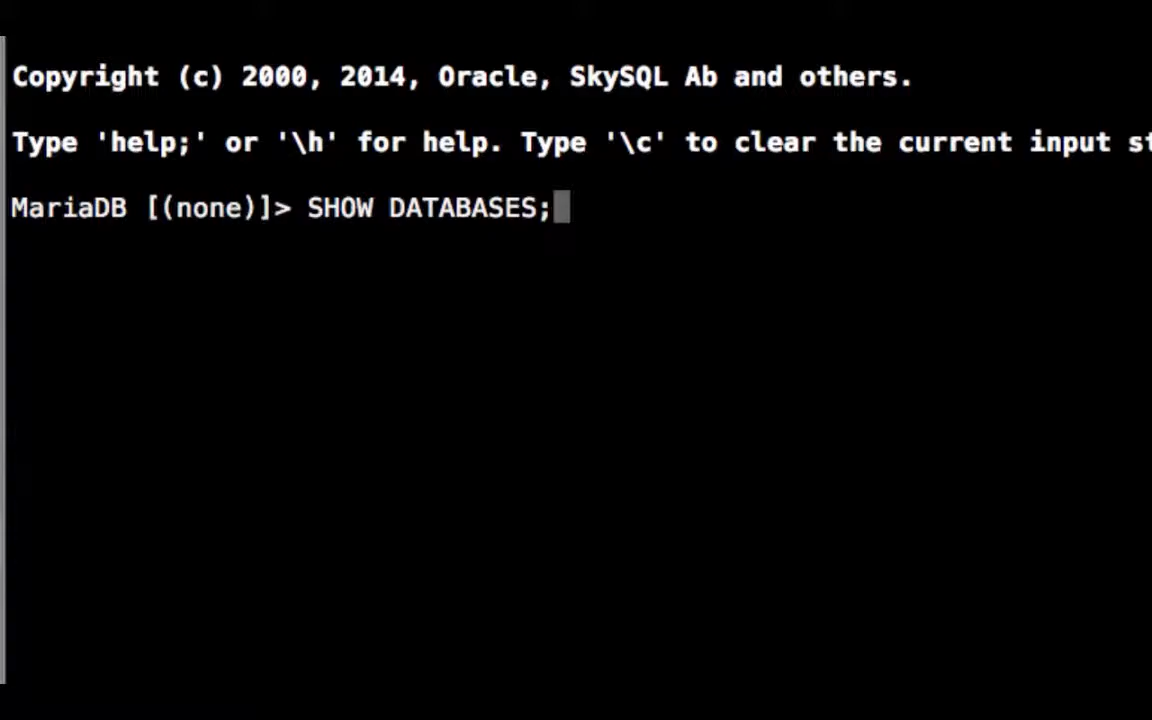 Copyright (c) 2000, 2014, Oracle, SkySQL Ab and others.
Type 'help;' or '\h' for help. Type '\c' to clear the current input
MariaDB [(none)]> SHOW DATABASES;